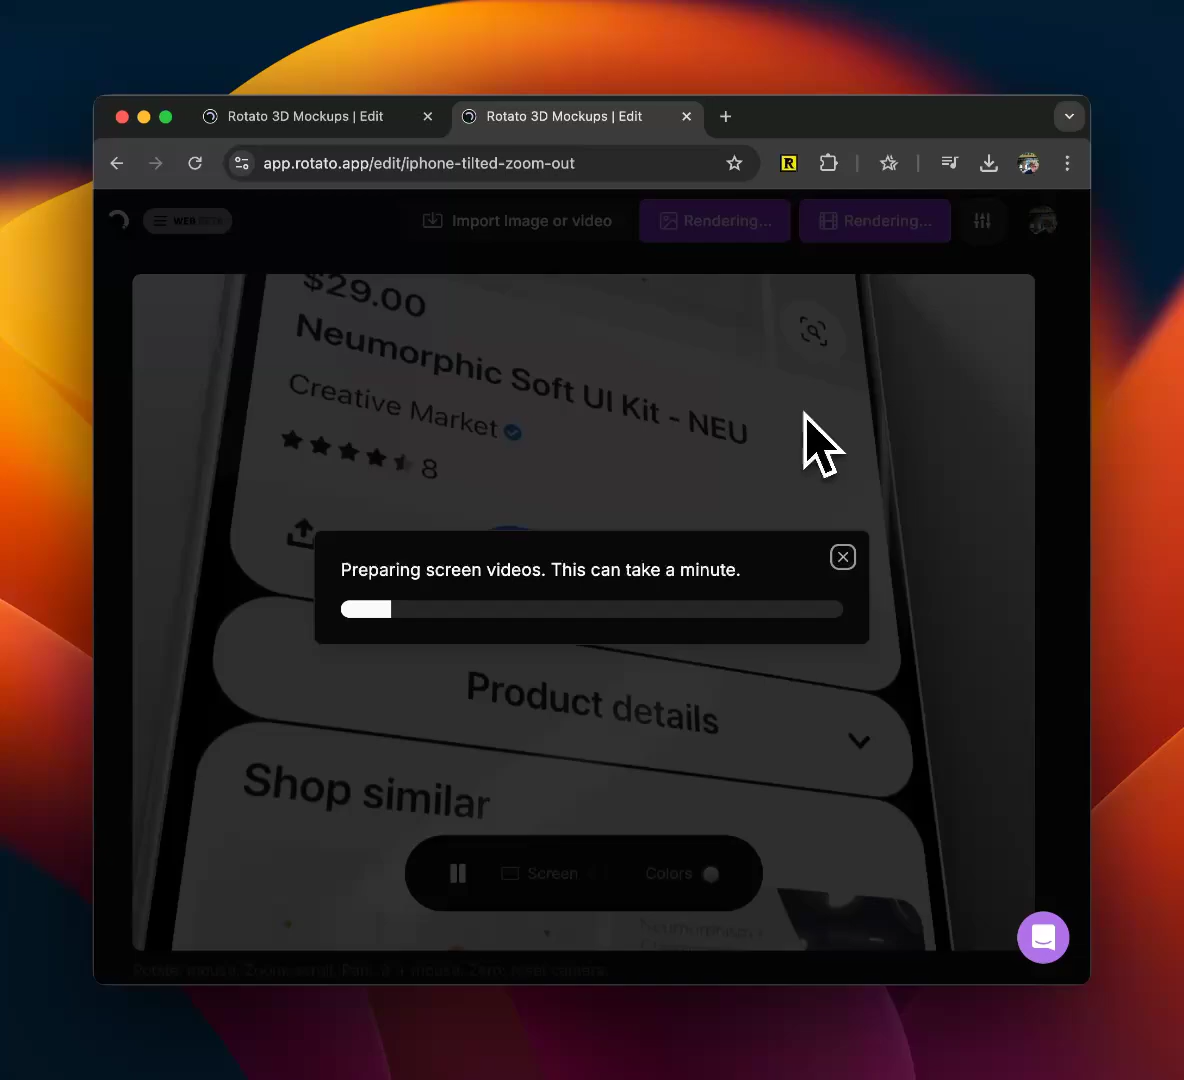 Rotato 3D Mockups | Edit
Rotato 3D Mockups | Edit
app.rotato.app/edit/iphone-tilted-zoom-out
R
WEB BETA
Import Image or video
Rendering...
Rendering...
$29.00
Neumorphic Soft UI Kit - NEU
Creative Market
8
Preparing screen videos. This can take a minute.
Product details
Shop similar
Screen
Colors